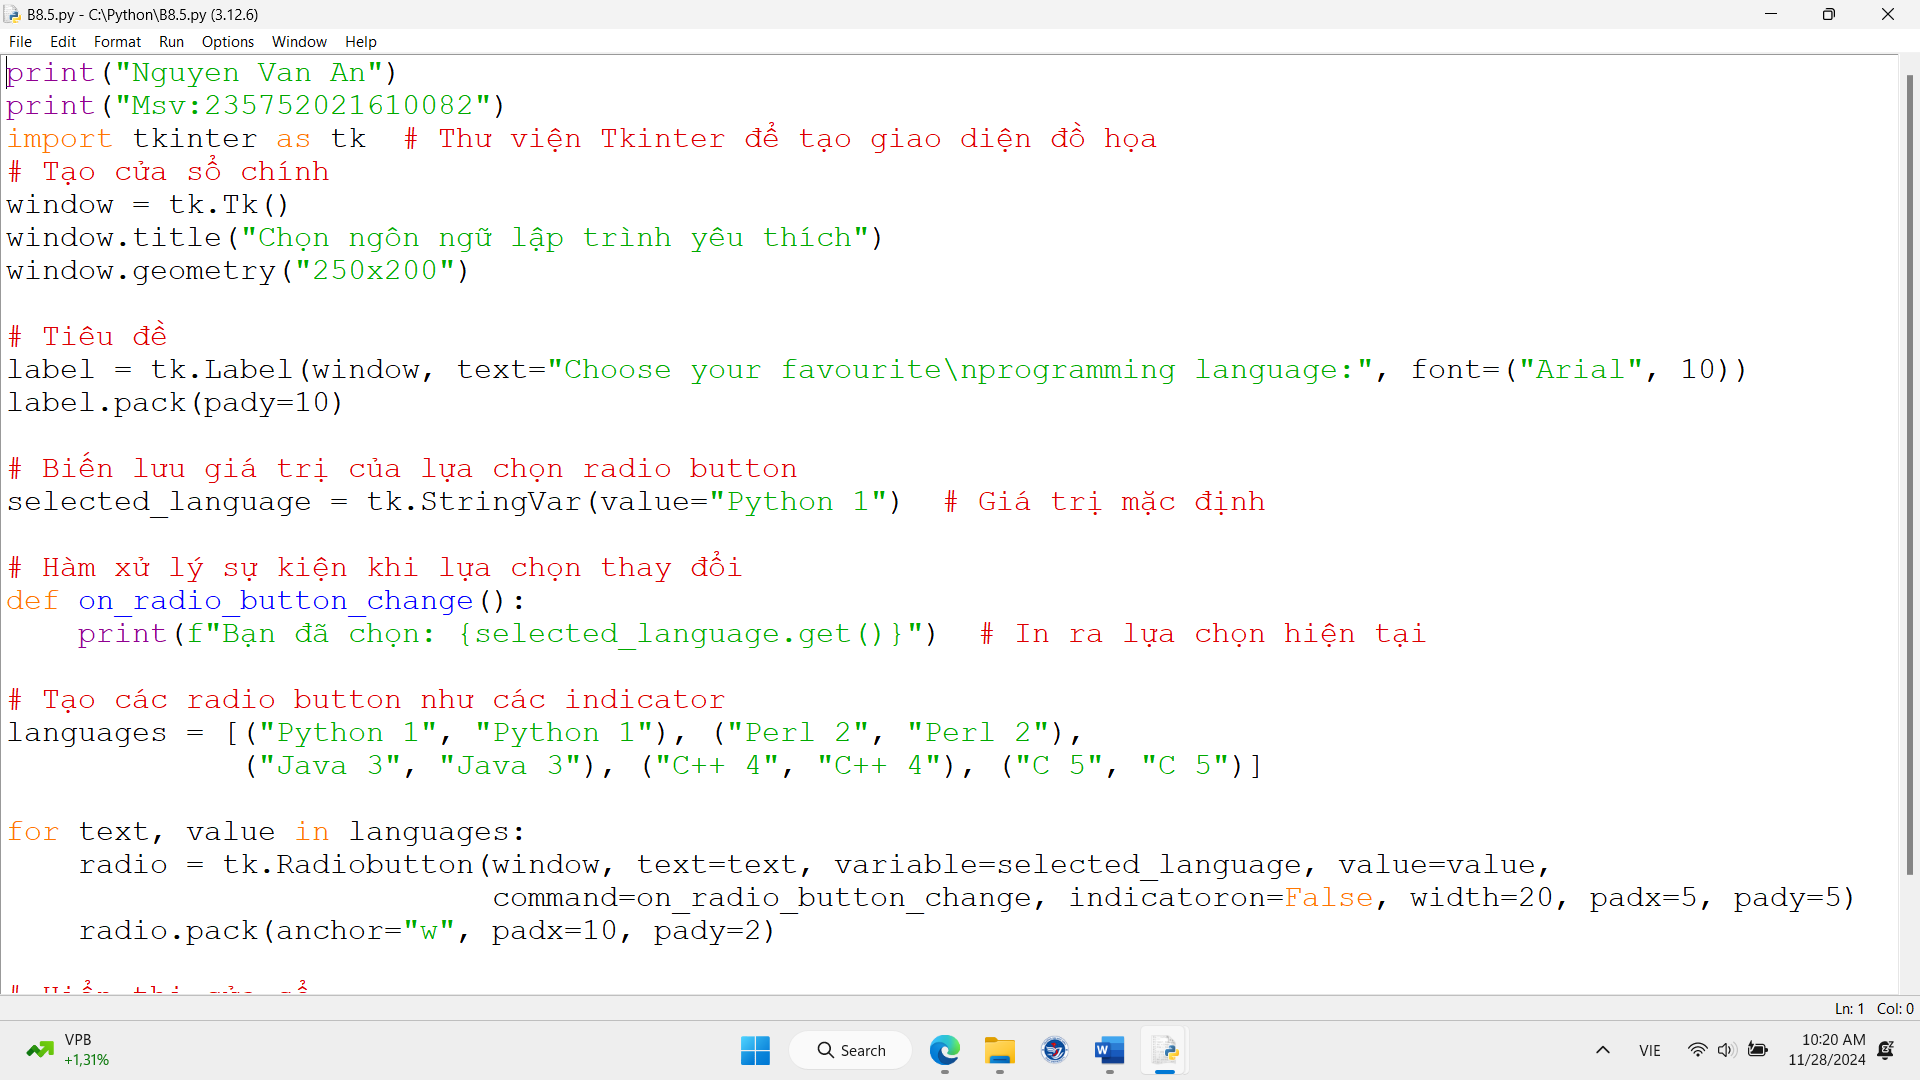 B8.5.py - C:\Python\B8.5.py (3.12.6)
File Edit Format Run Options Window Help
print("Nguyen Van An")
print("Msv:235752021610082")
import tkinter as tk  # Thư viện Tkinter để tạo giao diện đồ họa
# Tạo cửa sổ chính
window = tk.Tk()
window.title("Chọn ngôn ngữ lập trình yêu thích")
window.geometry("250x200")
# Tiêu đề
label = tk.Label(window, text="Choose your favourite\nprogramming language:", font=("Arial", 10))
label.pack(pady=10)
# Biến lưu giá trị của lựa chọn radio button
selected_language = tk.StringVar(value="Python 1")  # Giá trị mặc định
# Hàm xử lý sự kiện khi lựa chọn thay đổi
def on_radio_button_change():
    print(f"Bạn đã chọn: {selected_language.get()}")  # In ra lựa chọn hiện tại
# Tạo các radio button như các indicator
languages = [("Python 1", "Python 1"), ("Perl 2", "Perl 2"),
             ("Java 3", "Java 3"), ("C++ 4", "C++ 4"), ("C 5", "C 5")]
for text, value in languages:
    radio = tk.Radiobutton(window, text=text, variable=selected_language, value=value,
                           command=on_radio_button_change, indicatoron=False, width=20, padx=5, pady=5)
    radio.pack(anchor="w", padx=10, pady=2)
# Hiển thị cửa sổ
Ln: 1 Col: 0
VPB
+1,31%
Search
VIE
10:20 AM
11/28/2024